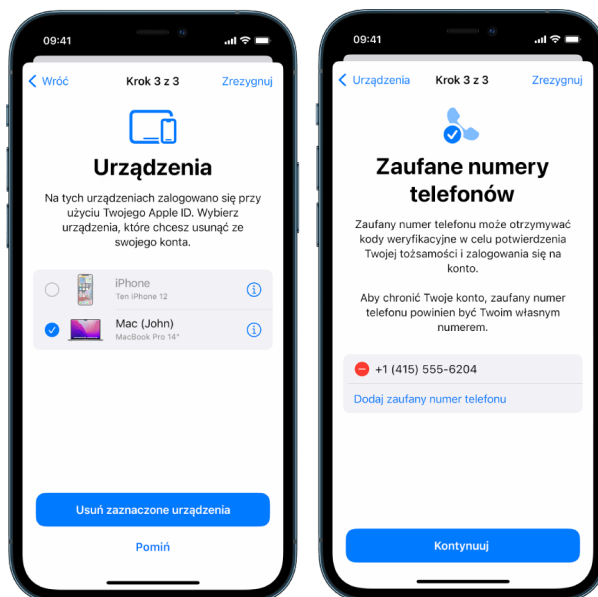 09:41
Wróć
Krok 3 z 3
Zrezygnuj
Urządzenia
Na tych urządzeniach zalogowano się przy
użyciu Twojego Apple ID. Wybierz
urządzenia, które chcesz usunąć ze
swojego konta.
iPhone
Ten iPhone 12
Mac (John)
MacBook Pro 14"
Usuń zaznaczone urządzenia
Pomiń
09:41
Urządzenia
Krok 3 z 3
Zrezygnuj
Zaufane numery
telefonów
Zaufany numer telefonu może otrzymywać
kody weryfikacyjne w celu potwierdzenia
Twojej tożsamości i zalogowania się na
konto.
Aby chronić Twoje konto, zaufany numer
telefonu powinien być Twoim własnym
numerem.
+1 (415) 555-6204
Dodaj zaufany numer telefonu
Kontynuuj